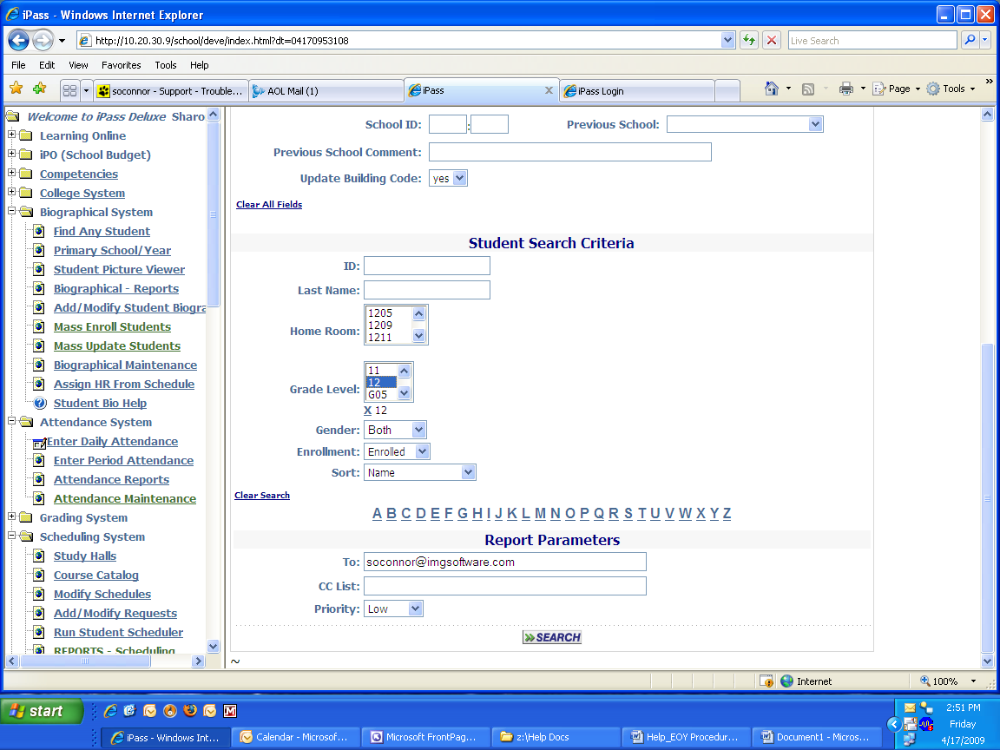 iPass - Windows Internet Explorer
http://10.20.30.9/school/deve/index.html?dt=04170953108
Live Search
File Edit View Favorites Tools Help
soconnor - Support - Trouble... AOL Mail (1) iPass X iPass Login Page Tools »
Welcome to iPass Deluxe Sharo
Learning Online
iPO (School Budget)
Competencies
College System
Biographical System
Find Any Student
Primary School/Year
Student Picture Viewer
Biographical - Reports
Add/Modify Student Biogra
Mass Enroll Students
Mass Update Students
Biographical Maintenance
Assign HR From Schedule
Student Bio Help
Attendance System
Enter Daily Attendance
Enter Period Attendance
Attendance Reports
Attendance Maintenance
Grading System
Scheduling System
Study Halls
Course Catalog
Modify Schedules
Add/Modify Requests
Run Student Scheduler
REPORTS - Scheduling
School ID: : Previous School:
Previous School Comment:
Update Building Code: yes
Clear All Fields
Student Search Criteria
ID:
Last Name:
Home Room: 1205
1209
1211
Grade Level: 11
12
G05
X 12
Gender: Both
Enrollment: Enrolled
Sort: Name
Clear Search
A B C D E F G H I J K L M N O P Q R S T U V W X Y Z
Report Parameters
To: soconnor@imgsoftware.com
CC List:
Priority: Low
SEARCH
~
Internet 100%
start
iPass - Windows Int... Calendar - Microsof... Microsoft FrontPag... z:\Help Docs Help_EOY Procedur... Document1 - Micros...
2:51 PM
Friday
4/17/2009